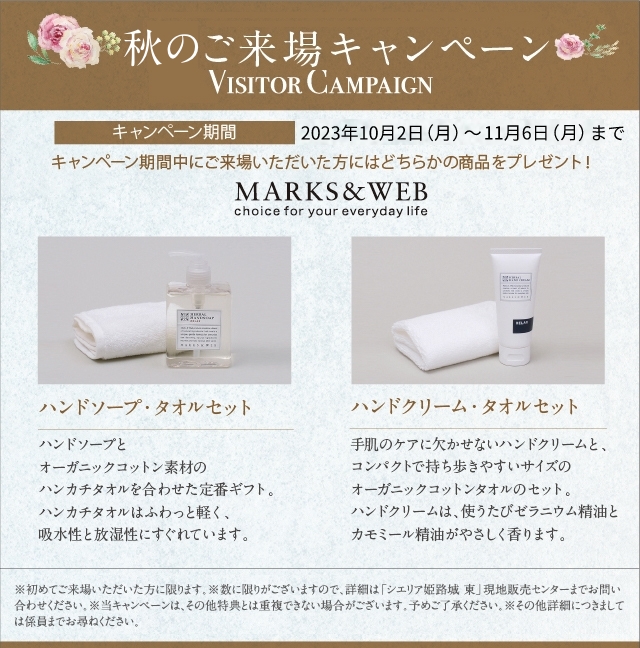 秋のご来場キャンペーン
VISITOR CAMPAIGN
キャンペーン期間 2023年10月2日（月）～11月6日（月）まで
キャンペーン期間中にご来場いただいた方にはどちらかの商品をプレゼント！
MARKS&WEB
choice for your everyday life
ハンドソープ・タオルセット
ハンドソープと
オーガニックコットン素材の
ハンカチタオルを合わせた定番ギフト。
ハンカチタオルはふわっと軽く、
吸水性と放湿性にすぐれています。
RELAX
ハンドクリーム・タオルセット
手肌のケアに欠かせないハンドクリームと、
コンパクトで持ち歩きやすいサイズの
オーガニックコットンタオルのセット。
ハンドクリームは、使うたびゼラニウム精油と
カモミール精油がやさしく香ります。
※初めてご来場いただいた方に限ります。※数に限りがございますので、詳細は「シエリア姫路城 東」現地販売センターまでお問い
合わせください。※当キャンペーンは、その他特典とは重複できない場合がございます。予めご了承ください。※その他詳細につきまして
は係員までお尋ねください。